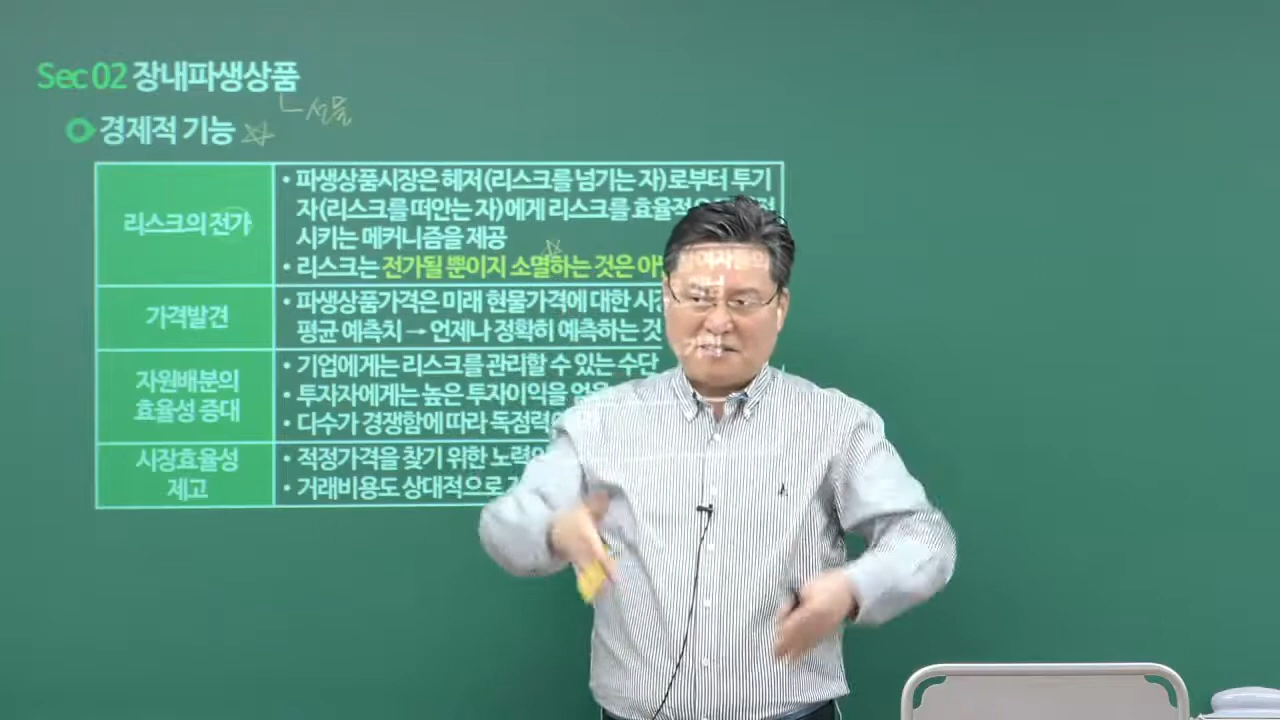 Sec 02 장내파생상품
선물
경제적 기능
리스크의 전가
• 파생상품시장은 헤저(리스크를 넘기는 자)로부터 투기
자(리스크를 떠안는 자)에게 리스크를 효율적
시키는 메커니즘을 제공
• 리스크는 전가될 뿐이지 소멸하는 것은
가격발견
• 파생상품가격은 미래 현물가격에 대한
평균 예측치 → 언제나 정확히 예측하는 것
자원배분의
효율성 증대
• 기업에게는 리스크를 관리할 수 있는 수단
• 투자자에게는 높은 투자이익을 얻을
• 다수가 경쟁함에 따라 독점력
시장효율성
제고
• 적정가격을 찾기 위한 노력
• 거래비용도 상대적으로